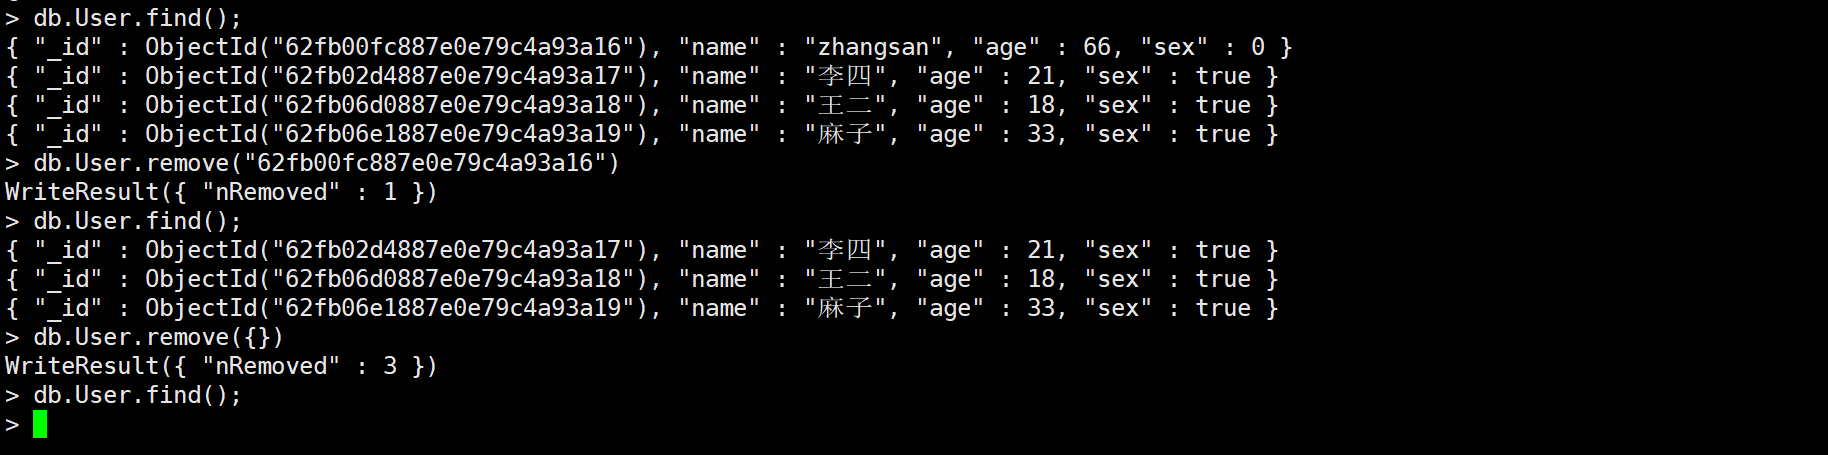 > db.User.find();
{ "_id" : ObjectId("62fb00fc887e0e79c4a93a16"), "name" : "zhangsan", "age" : 66, "sex" : 0 }
{ "_id" : ObjectId("62fb02d4887e0e79c4a93a17"), "name" : "李四", "age" : 21, "sex" : true }
{ "_id" : ObjectId("62fb06d0887e0e79c4a93a18"), "name" : "王二", "age" : 18, "sex" : true }
{ "_id" : ObjectId("62fb06e1887e0e79c4a93a19"), "name" : "麻子", "age" : 33, "sex" : true }
> db.User.remove("62fb00fc887e0e79c4a93a16")
WriteResult({ "nRemoved" : 1 })
> db.User.find();
{ "_id" : ObjectId("62fb02d4887e0e79c4a93a17"), "name" : "李四", "age" : 21, "sex" : true }
{ "_id" : ObjectId("62fb06d0887e0e79c4a93a18"), "name" : "王二", "age" : 18, "sex" : true }
{ "_id" : ObjectId("62fb06e1887e0e79c4a93a19"), "name" : "麻子", "age" : 33, "sex" : true }
> db.User.remove({})
WriteResult({ "nRemoved" : 3 })
> db.User.find();
>